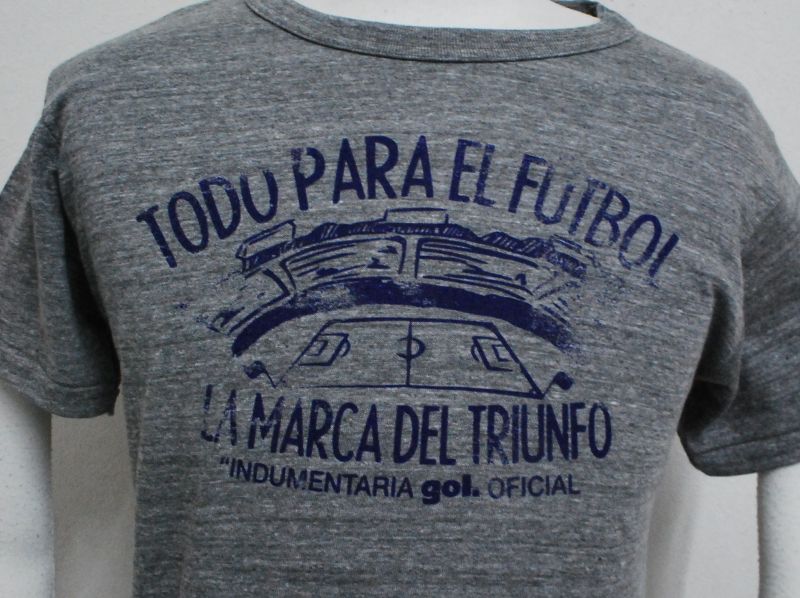 TODO PARA EL FUTBOL
LA MARCA DEL TRIUNFO
"INDUMENTARIA gol. OFICIAL